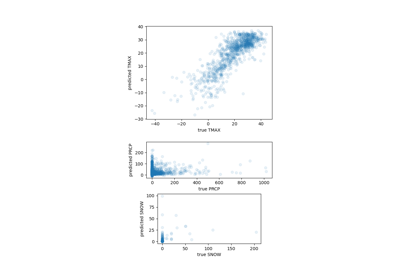 40
30
20
10
0
−10
−20
−30
predicted TMAX
−40 −20 0 20 40
true TMAX
200
100
0
predicted PRCP
0 200 400 600 800 1000
true PRCP
100
75
50
25
0
predicted SNOW
0 50 100 150 200
true SNOW